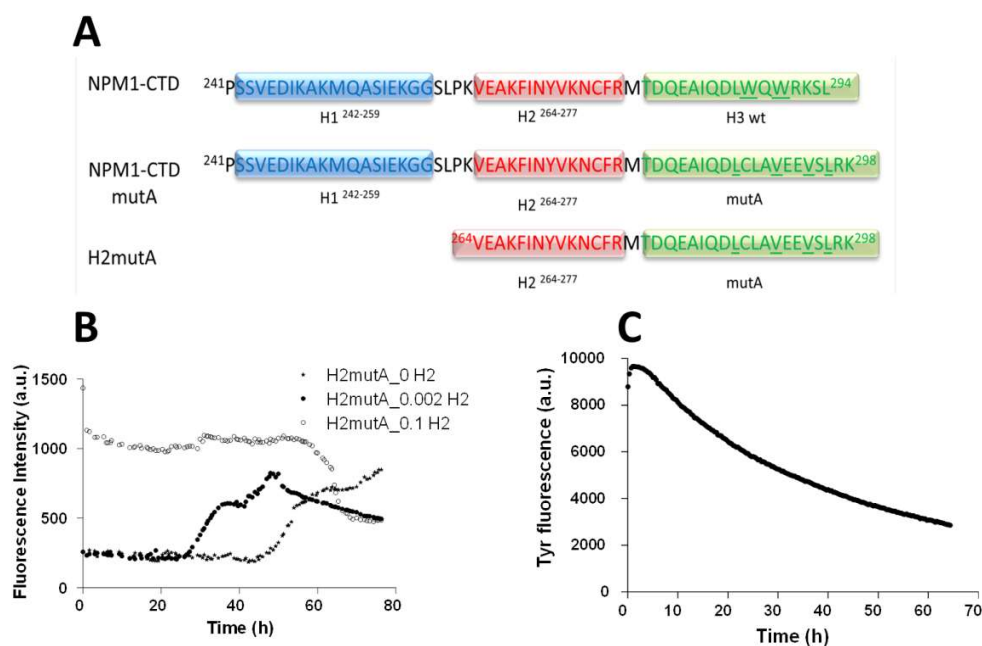 A
NPM1-CTD
241PSSVEDIKAKMQASIEKGGSLPKVEAKFINYVKNCFRMTDQEAIQDLWQWRKSL294
H1 242-259
H2 264-277
H3 wt
NPM1-CTD
mutA
241PSSVEDIKAKMQASIEKGGSLPKVEAKFINYVKNCFRMTDQEAIQDLCLAVEEVSLRK298
H1 242-259
H2 264-277
mutA
H2mutA
264VEAKFINYVKNCFRMTDQEAIQDLCLAVEEVSLRK298
H2 264-277
mutA
B
Fluorescence Intensity (a.u.)
1500
1000
500
0
0 20 40 60 80
Time (h)
H2mutA_0 H2
H2mutA_0.002 H2
H2mutA_0.1 H2
C
Tyr fluorescence (a.u.)
10000
8000
6000
4000
2000
0
0 10 20 30 40 50 60 70
Time (h)